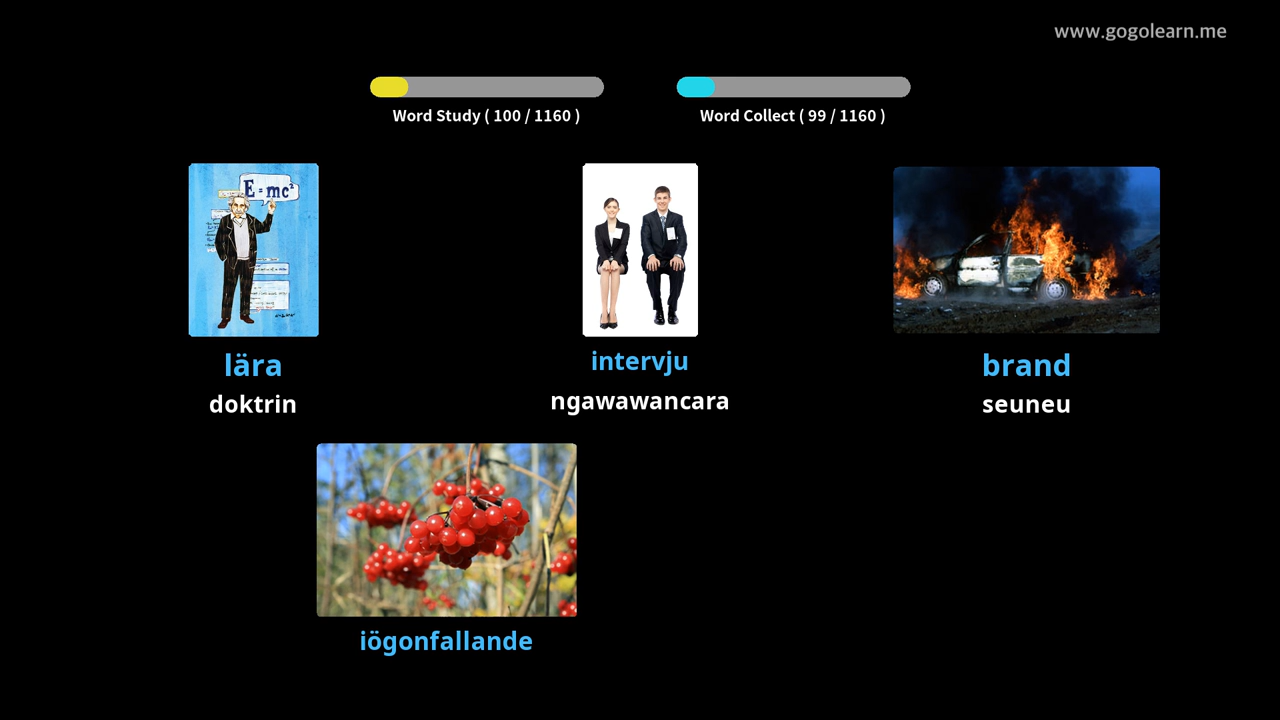 www.gogolearn.me
Word Study ( 100 / 1160 )
Word Collect ( 99 / 1160 )
E=mc²
lära
doktrin
intervju
ngawawancara
brand
seuneu
iögonfallande